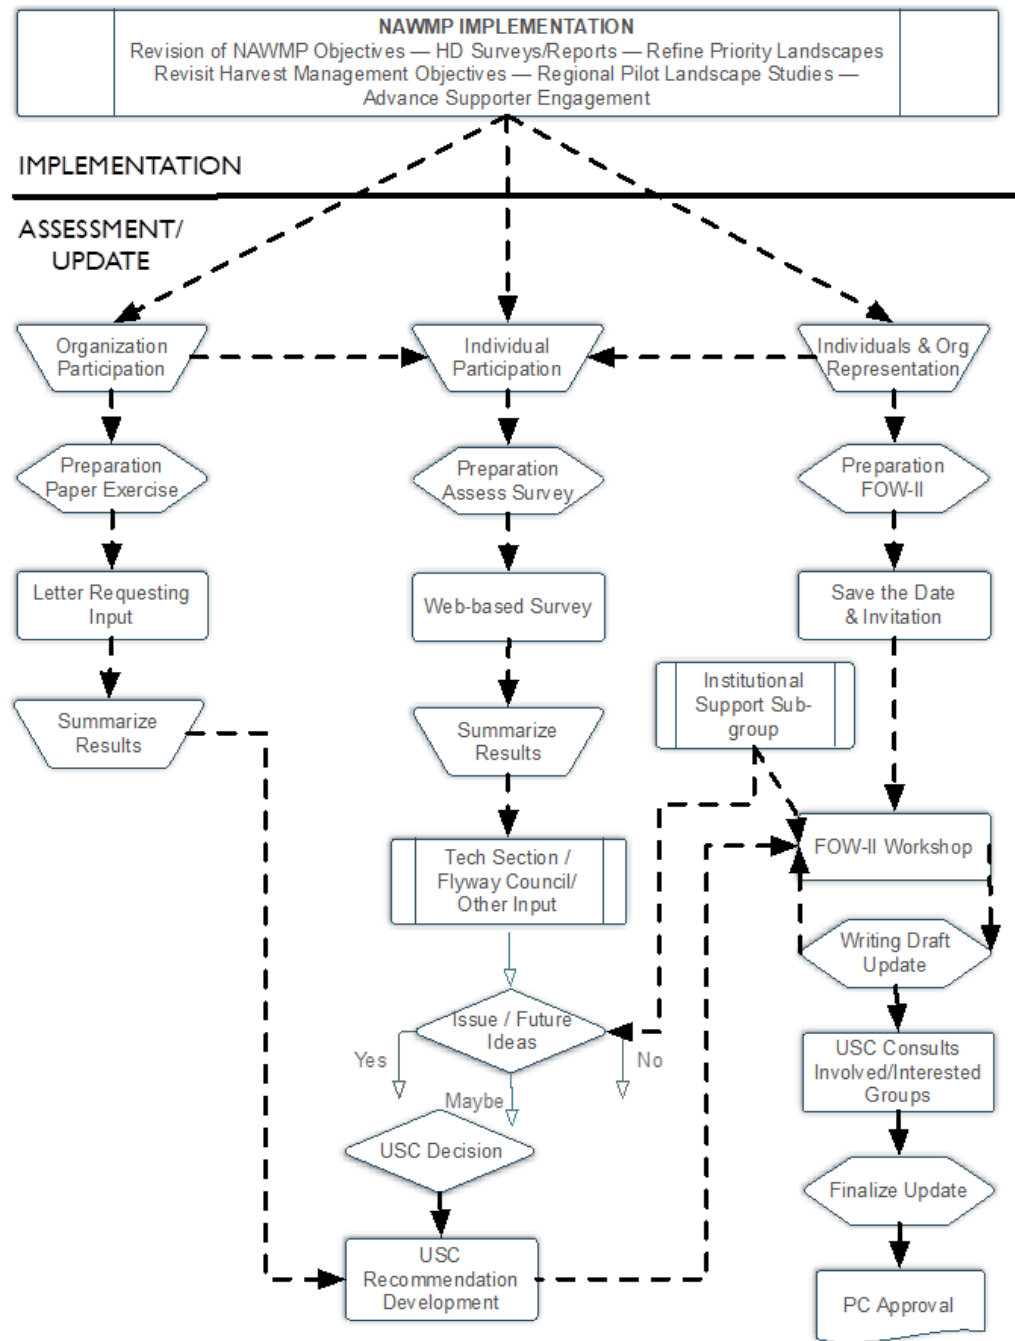 NAWMP IMPLEMENTATION
Revision of NAWMP Objectives — HD Surveys/Reports — Refine Priority Landscapes
Revisit Harvest Management Objectives — Regional Pilot Landscape Studies —
Advance Supporter Engagement
IMPLEMENTATION
ASSESSMENT/
UPDATE
Organization
Participation
Individual
Participation
Individuals & Org
Representation
Preparation
Paper Exercise
Preparation
Assess Survey
Preparation
FOW-II
Letter Requesting
Input
Web-based Survey
Save the Date
& Invitation
Institutional
Support Sub-
group
Summarize
Results
Summarize
Results
FOW-II Workshop
Tech Section /
Flyway Council/
Other Input
Writing Draft
Update
Issue / Future
Ideas
Yes
No
Maybe
USC Consults
Involved/Interested
Groups
USC Decision
Finalize Update
USC
Recommendation
Development
PC Approval